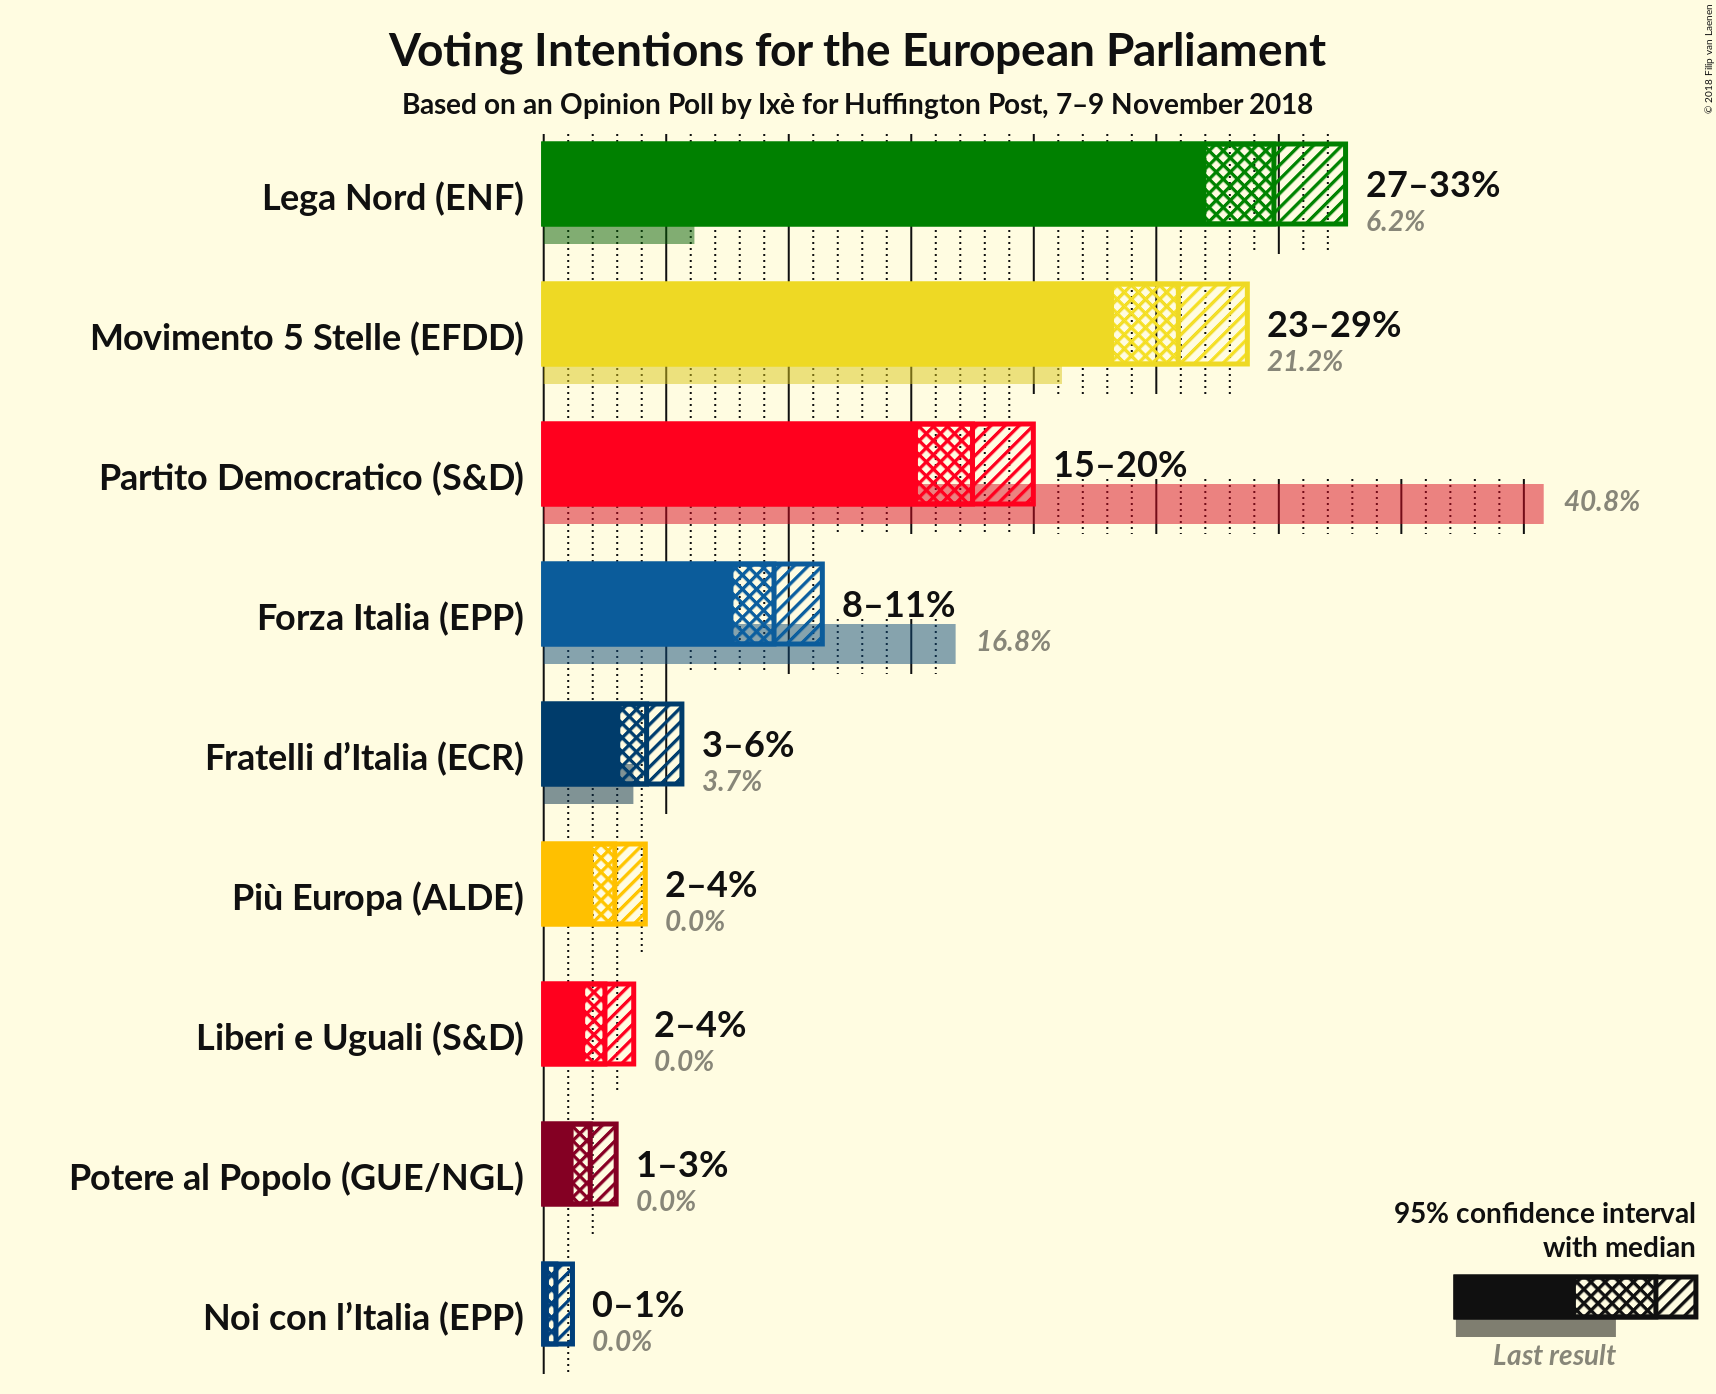 Voting Intentions for the European Parliament
Based on an Opinion Poll by Ixè for Huffington Post, 7–9 November 2018
© 2018 Filip van Laenen
Lega Nord (ENF)
27–33%
6.2%
Movimento 5 Stelle (EFDD)
23–29%
21.2%
Partito Democratico (S&D)
15–20%
40.8%
Forza Italia (EPP)
8–11%
16.8%
Fratelli d’Italia (ECR)
3–6%
3.7%
Più Europa (ALDE)
2–4%
0.0%
Liberi e Uguali (S&D)
2–4%
0.0%
Potere al Popolo (GUE/NGL)
1–3%
0.0%
Noi con l’Italia (EPP)
0–1%
0.0%
95% confidence interval
with median
Last result